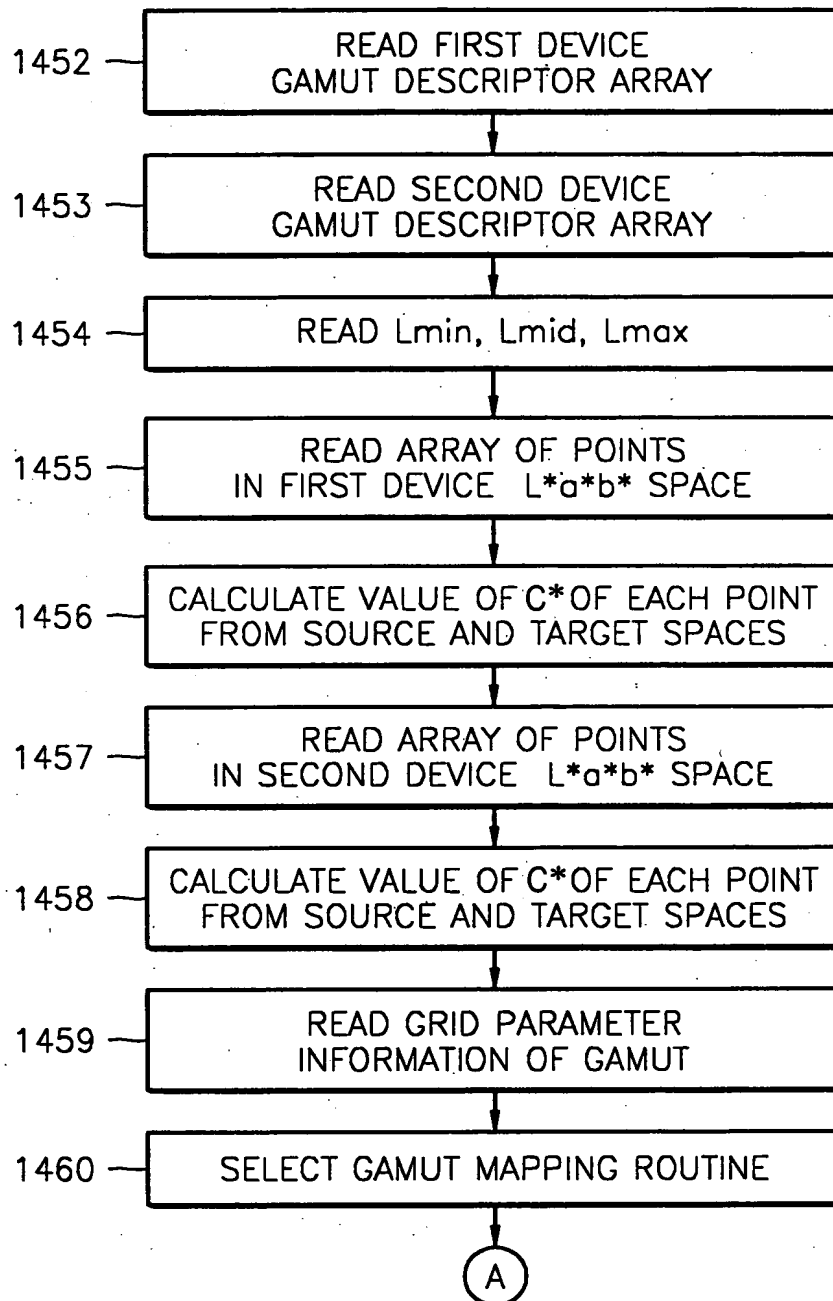 1452
READ FIRST DEVICE
GAMUT DESCRIPTOR ARRAY
1453
READ SECOND DEVICE
GAMUT DESCRIPTOR ARRAY
1454
READ Lmin, Lmid, Lmax
1455
READ ARRAY OF POINTS
IN FIRST DEVICE L*a*b* SPACE
1456
CALCULATE VALUE OF C* OF EACH POINT
FROM SOURCE AND TARGET SPACES
1457
READ ARRAY OF POINTS
IN SECOND DEVICE L*a*b* SPACE
1458
CALCULATE VALUE OF C* OF EACH POINT
FROM SOURCE AND TARGET SPACES
1459
READ GRID PARAMETER
INFORMATION OF GAMUT
1460
SELECT GAMUT MAPPING ROUTINE
A